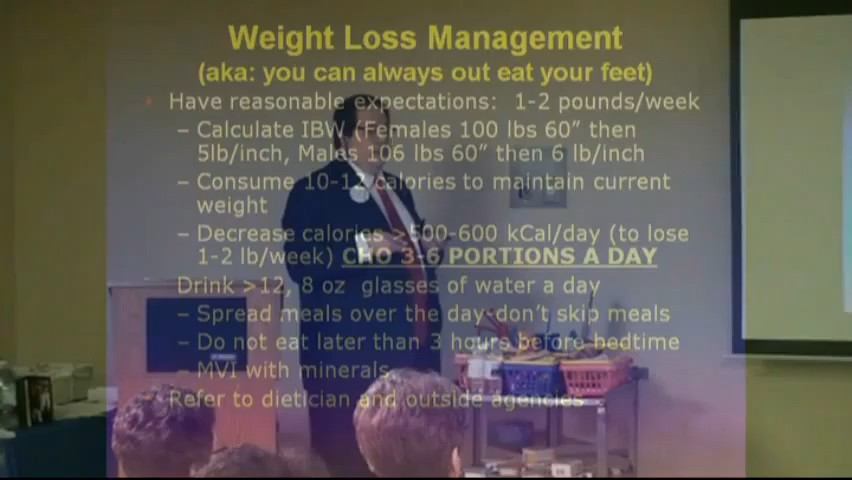 Weight Loss Management
(aka: you can always out eat your feet)
Have reasonable expectations: 1-2 pounds/week
– Calculate IBW (Females 100 lbs 60” then
5lb/inch, Males 106 lbs 60” then 6 lb/inch
– Consume 10-12 calories to maintain current
weight
– Decrease calories >500-600 kCal/day (to lose
1-2 lb/week) CHO 3-6 PORTIONS A DAY
Drink >12, 8 oz glasses of water a day
– Spread meals over the day don’t skip meals
– Do not eat later than 3 hours before bedtime
– MVI with minerals
Refer to dietician and outside agencies